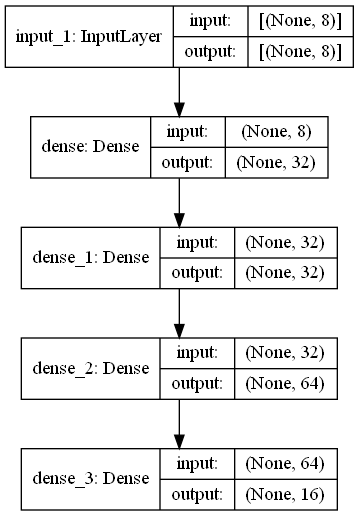 input_1: InputLayer
input: [(None, 8)]
output: [(None, 8)]
dense: Dense
input: (None, 8)
output: (None, 32)
dense_1: Dense
input: (None, 32)
output: (None, 32)
dense_2: Dense
input: (None, 32)
output: (None, 64)
dense_3: Dense
input: (None, 64)
output: (None, 16)